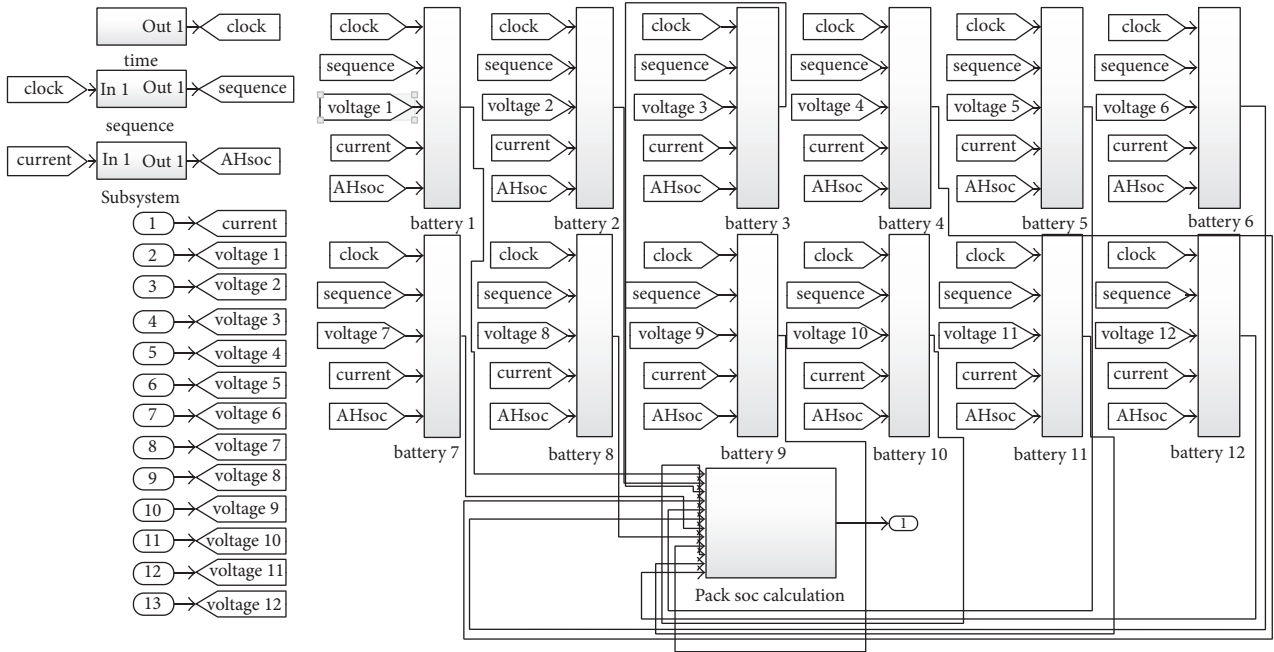 Out 1
clock
time
clock
In 1
Out 1
sequence
sequence
current
In 1
Out 1
AHsoc
Subsystem
1
current
2
voltage 1
3
voltage 2
4
voltage 3
5
voltage 4
6
voltage 5
7
voltage 6
8
voltage 7
9
voltage 8
10
voltage 9
11
voltage 10
12
voltage 11
13
voltage 12
clock
sequence
voltage 1
current
AHsoc
battery 1
clock
sequence
voltage 2
current
AHsoc
battery 2
clock
sequence
voltage 3
current
AHsoc
battery 3
clock
sequence
voltage 4
current
AHsoc
battery 4
clock
sequence
voltage 5
current
AHsoc
battery 5
clock
sequence
voltage 6
current
AHsoc
battery 6
clock
sequence
voltage 7
current
AHsoc
battery 7
clock
sequence
voltage 8
current
AHsoc
battery 8
clock
sequence
voltage 9
current
AHsoc
battery 9
clock
sequence
voltage 10
current
AHsoc
battery 10
clock
sequence
voltage 11
current
AHsoc
battery 11
clock
sequence
voltage 12
current
AHsoc
battery 12
Pack soc calculation
1